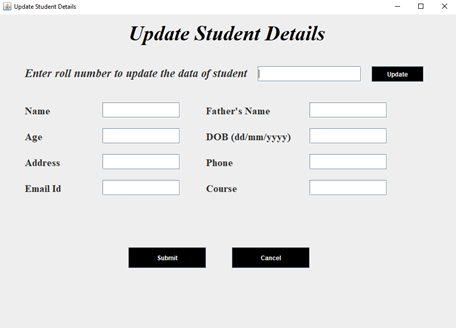 Update Student Details
Update Student Details
Enter roll number to update the data of student Update
Name Father's Name
Age DOB (dd/mm/yyyy)
Address Phone
Email Id Course
Submit Cancel